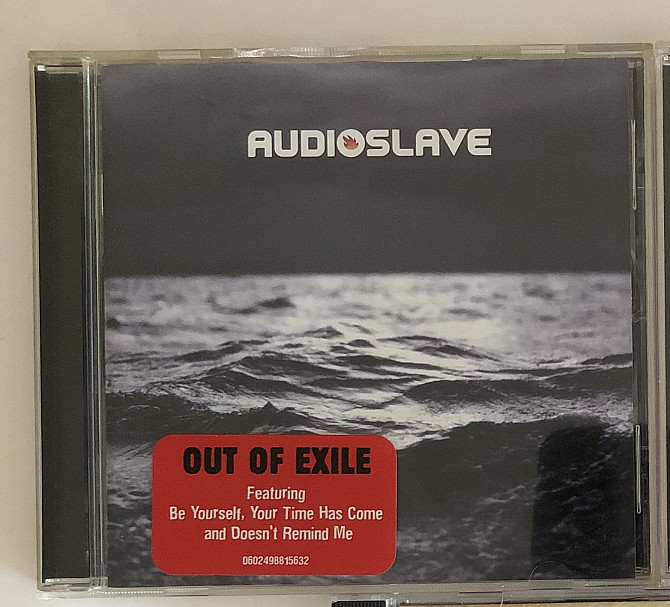 AUDIOSLAVE
OUT OF EXILE
Featuring
Be Yourself, Your Time Has Come
and Doesn't Remind Me
0602498815632